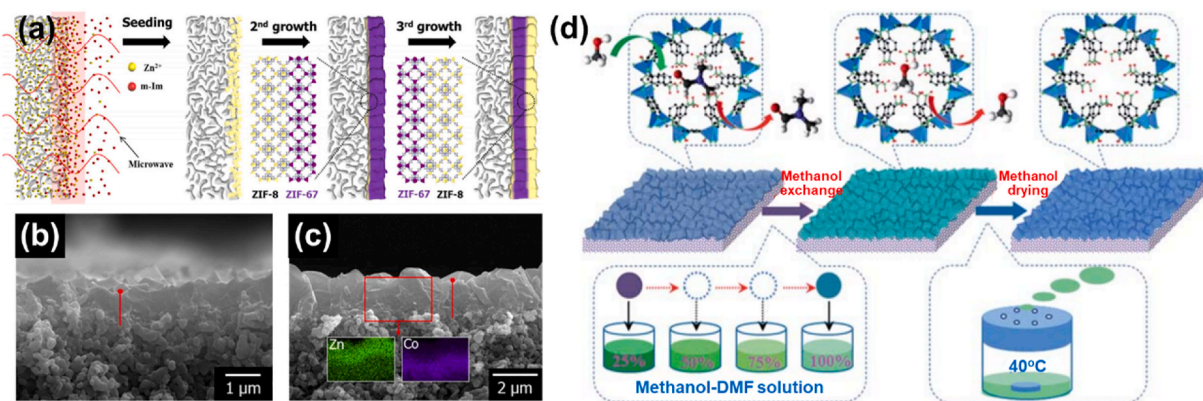 (a)
Seeding
2nd growth
3rd growth
Zn2+
m-Im
Microwave
ZIF-8 ZIF-67
ZIF-67 ZIF-8
(b)
1 μm
(c)
Zn
Co
2 μm
(d)
Methanol
exchange
Methanol
drying
25%
75%
100%
Methanol-DMF solution
40°C